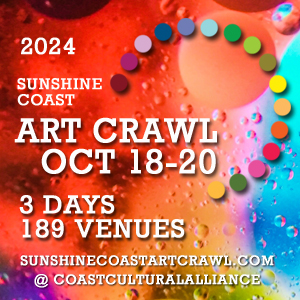 2024
SUNSHINE
COAST
ART CRAWL
OCT 18-20
3 DAYS
189 VENUES
SUNSHINECOASTARTCRAWL.COM
@ COASTCULTURALALLIANCE